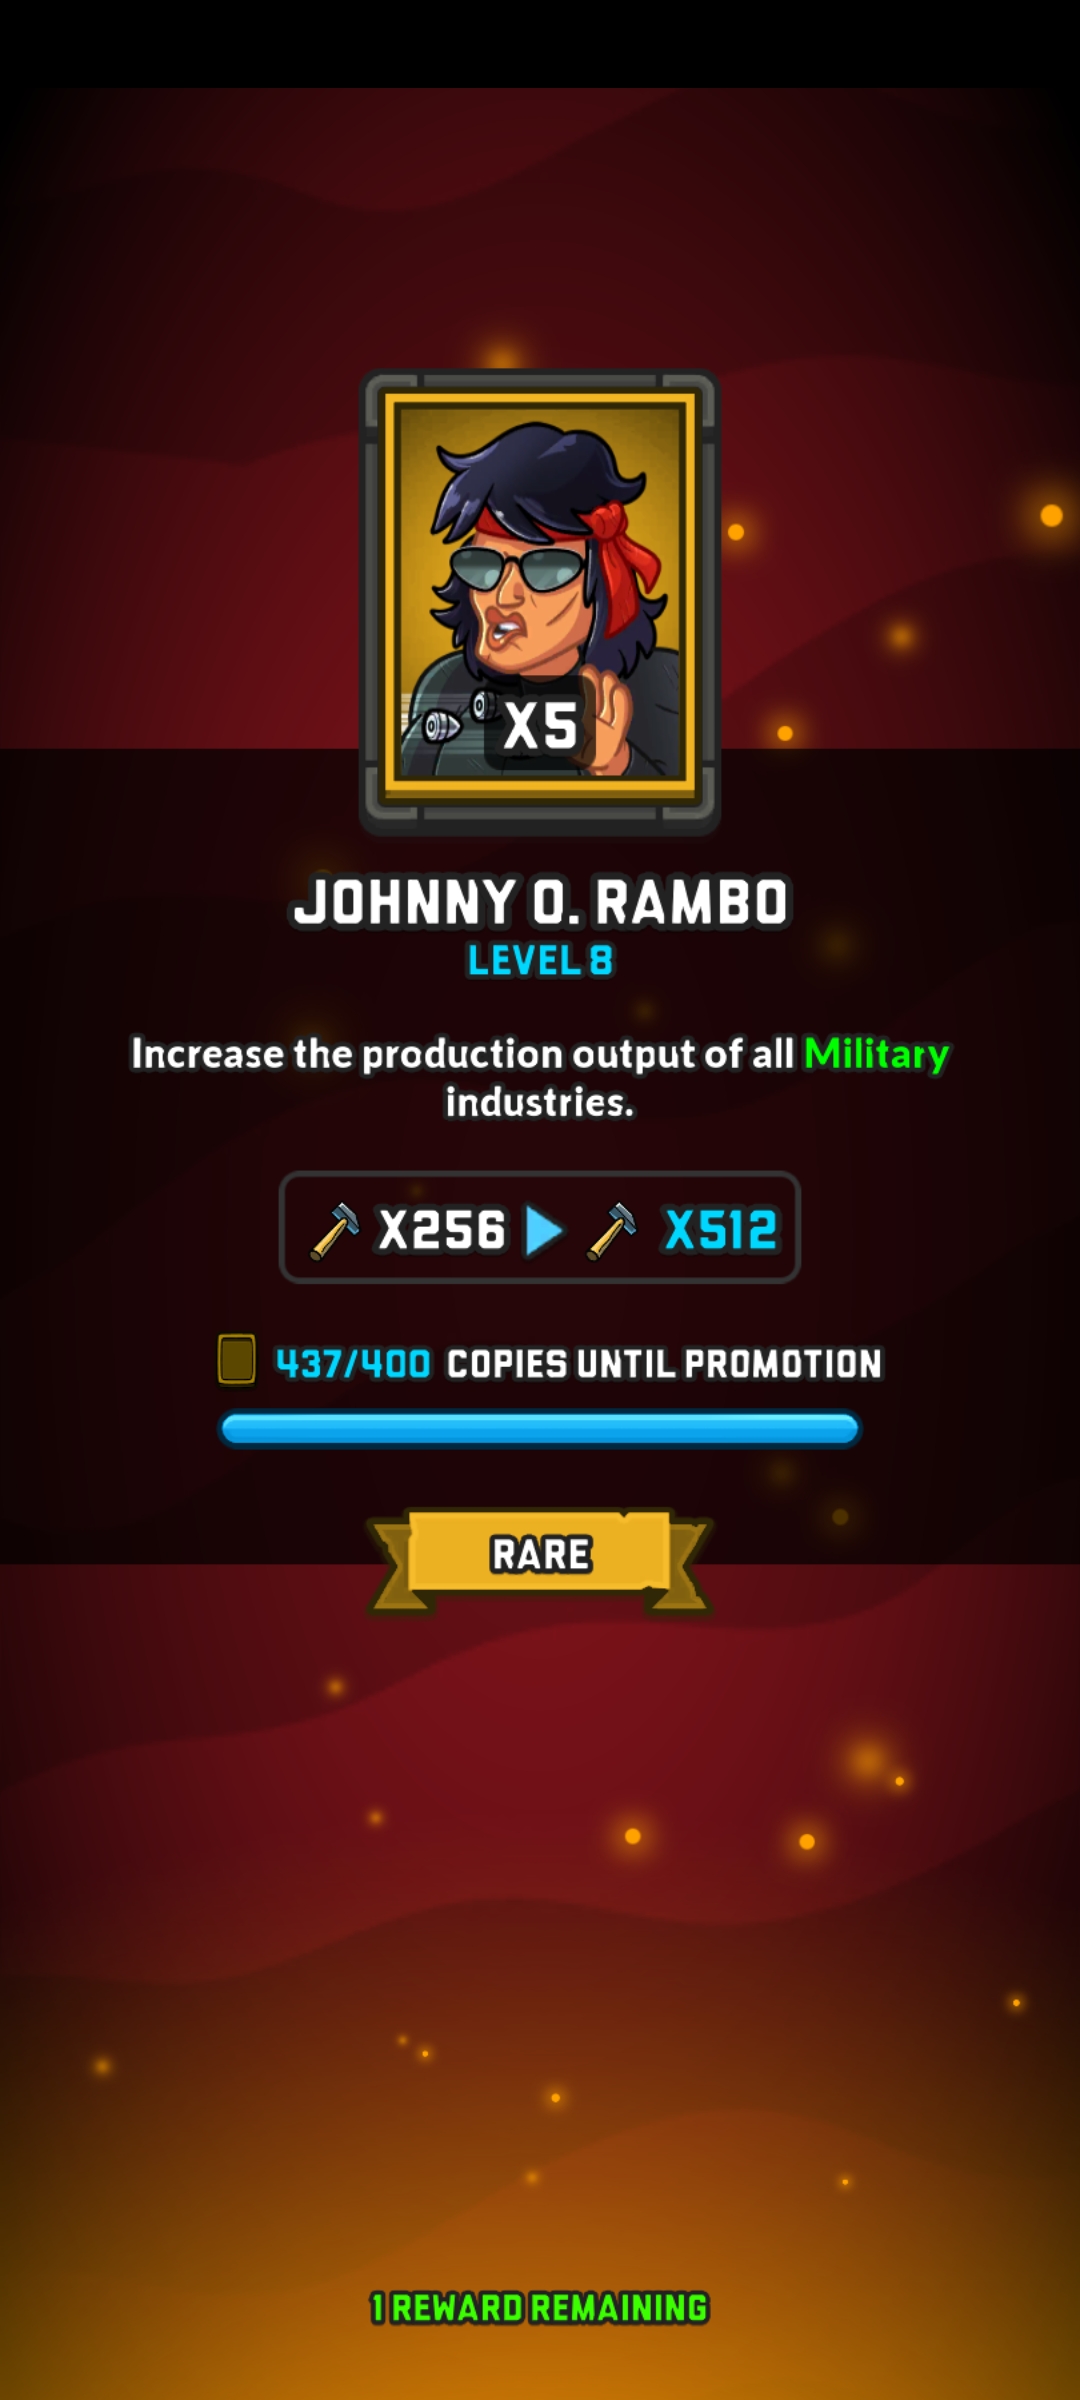 X5
JOHNNY O. RAMBO
LEVEL 8
Increase the production output of all Military
industries.
X256 X512
437/400 COPIES UNTIL PROMOTION
RARE
1 REWARD REMAINING